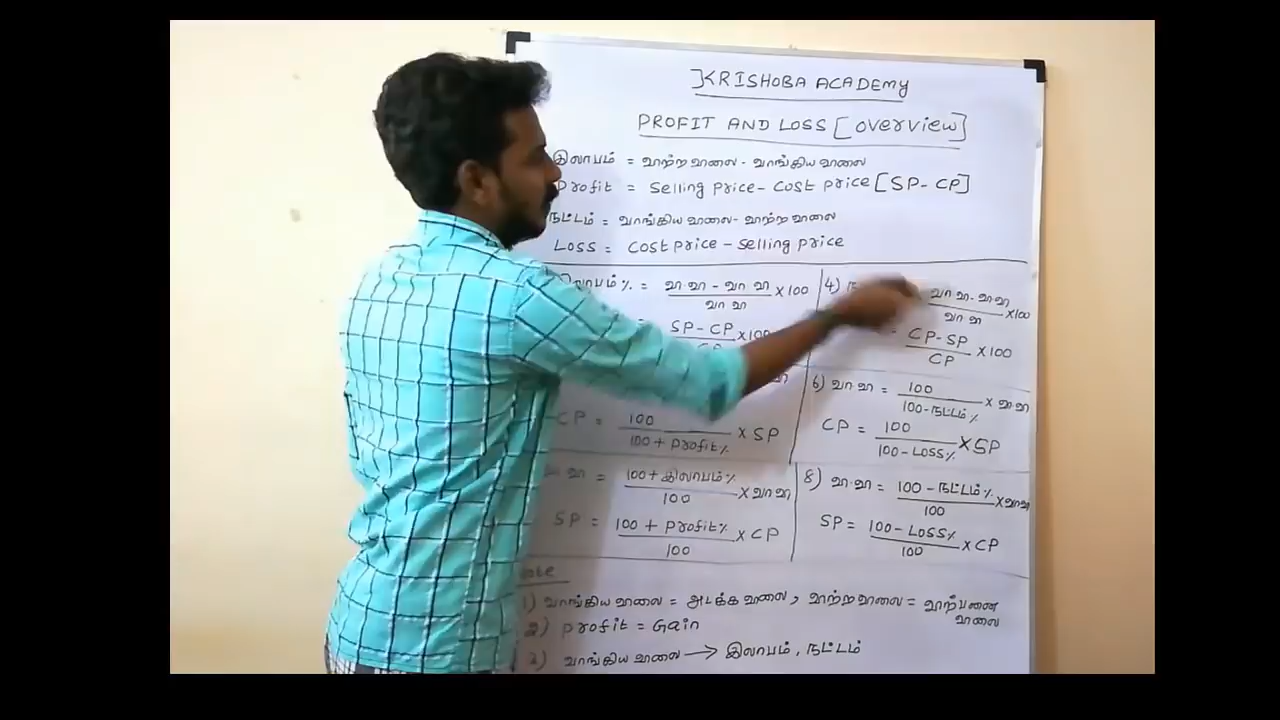 KRISHOBA ACADEMY
PROFIT AND LOSS [overview]
இலாபம் = விற்ற விலை - வாங்கிய விலை
Profit = Selling Price - Cost Price [SP - CP]
நட்டம் = வாங்கிய விலை - விற்ற விலை
Loss = Cost price - selling price
இலாபம்% = வி.வி - வா வி / வா வி × 100
SP - CP / CP × 100
4) வா வி - வி வி / வா வி × 100
CP - SP / CP × 100
CP = 100 / 100 + Profit% × SP
6) வா.வி = 100 / 100 - நட்டம்% × வி வி
CP = 100 / 100 - Loss% × SP
வி = 100 + இலாபம்% / 100 × வா வி
SP = 100 + Profit% / 100 × CP
8) வி.வி = 100 - நட்டம்% / 100 × வா வி
SP = 100 - Loss% / 100 × CP
Note
1) வாங்கிய விலை = அடக்க விலை, விற்ற விலை = விற்பனை விலை
2) Profit = Gain
3) வாங்கிய விலை → இலாபம், நட்டம்